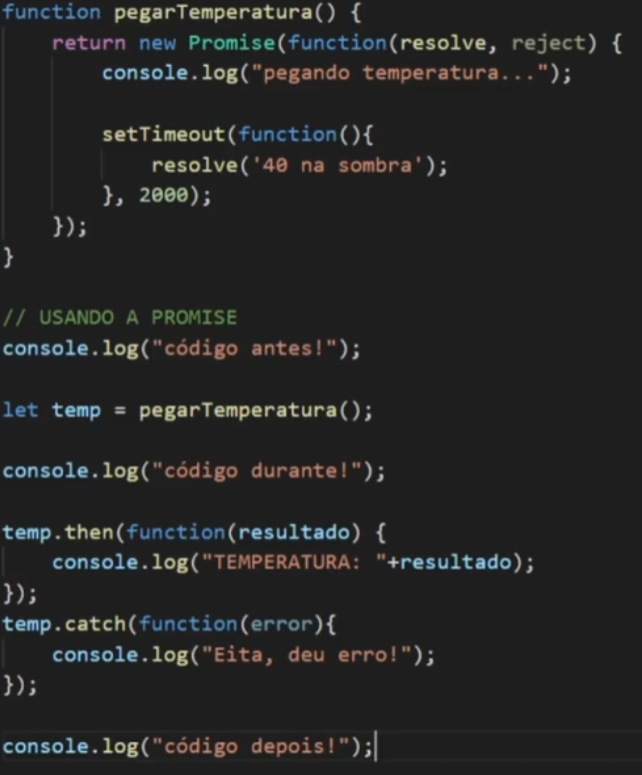 function pegarTemperatura() {
    return new Promise(function(resolve, reject) {
        console.log("pegando temperatura...");

        setTimeout(function(){
            resolve('40 na sombra');
        }, 2000);
    });
}

// USANDO A PROMISE
console.log("código antes!");

let temp = pegarTemperatura();

console.log("código durante!");

temp.then(function(resultado) {
    console.log("TEMPERATURA: "+resultado);
});
temp.catch(function(error){
    console.log("Eita, deu erro!");
});

console.log("código depois!");